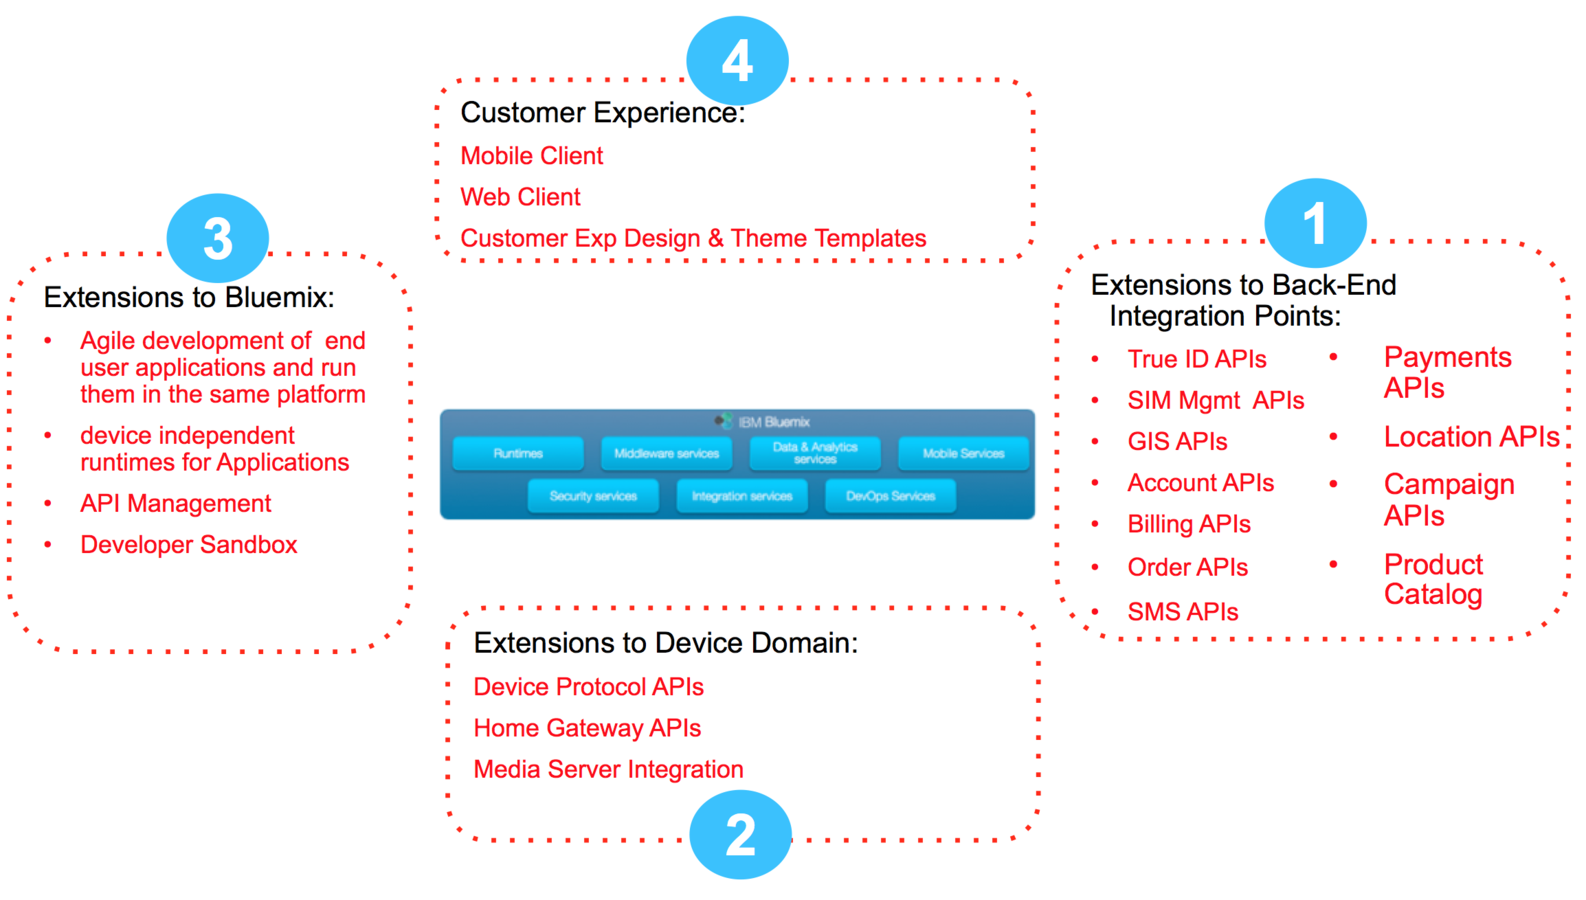 4
Customer Experience:
Mobile Client
Web Client
Customer Exp Design & Theme Templates
3
Extensions to Bluemix:
• Agile development of end
user applications and run
them in the same platform
• device independent
runtimes for Applications
• API Management
• Developer Sandbox
IBM Bluemix
Runtimes
Middleware services
Data & Analytics
services
Mobile Services
Security services
Integration services
DevOps Services
1
Extensions to Back-End
Integration Points:
• True ID APIs
• SIM Mgmt APIs
• GIS APIs
• Account APIs
• Billing APIs
• Order APIs
• SMS APIs
• Payments
APIs
• Location APIs
• Campaign
APIs
• Product
Catalog
Extensions to Device Domain:
Device Protocol APIs
Home Gateway APIs
Media Server Integration
2